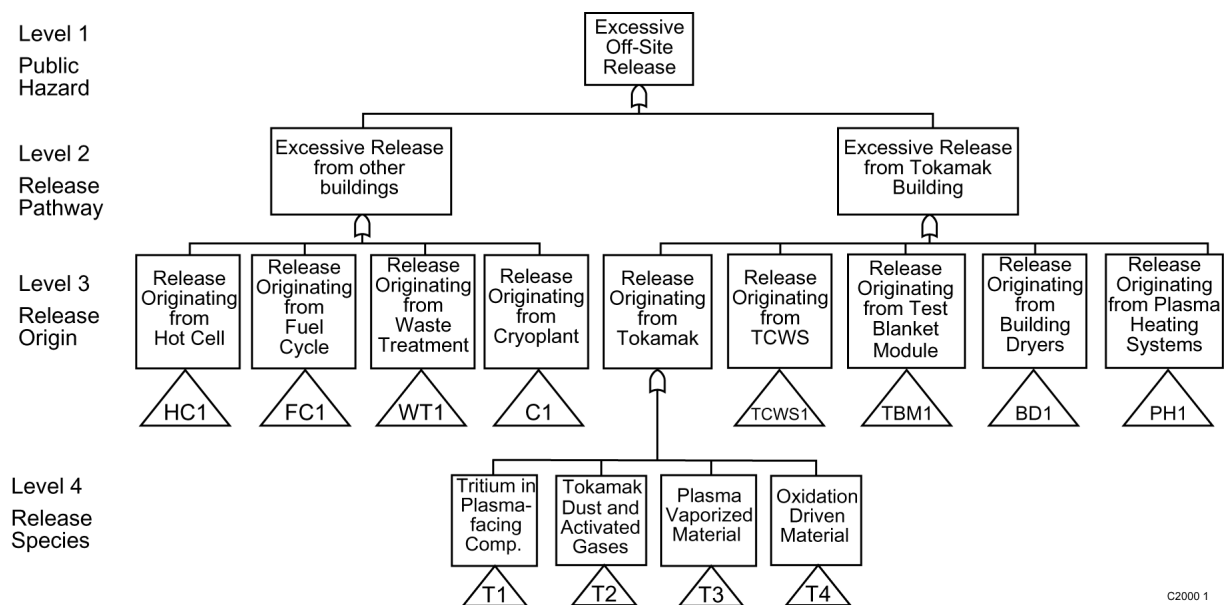 Level 1
Public
Hazard
Excessive
Off-Site
Release
Level 2
Release
Pathway
Excessive Release
from other
buildings
Excessive Release
from Tokamak
Building
Level 3
Release
Origin
Release
Originating
from
Hot Cell
Release
Originating
from
Fuel
Cycle
Release
Originating
from
Waste
Treatment
Release
Originating
from
Cryoplant
Release
Originating
from
Tokamak
Release
Originating
from
TCWS
Release
Originating
from Test
Blanket
Module
Release
Originating
from
Building
Dryers
Release
Originating
from Plasma
Heating
Systems
HC1
FC1
WT1
C1
TCWS1
TBM1
BD1
PH1
Level 4
Release
Species
Tritium in
Plasma-
facing
Comp.
Tokamak
Dust and
Activated
Gases
Plasma
Vaporized
Material
Oxidation
Driven
Material
T1
T2
T3
T4
C2000 1